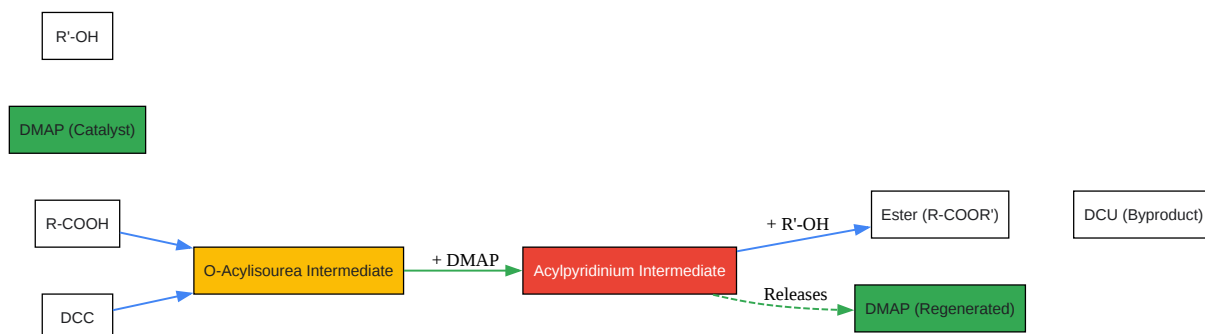 R'-OH
DMAP (Catalyst)
R-COOH
DCC
O-Acylisourea Intermediate
+ DMAP
Acylpyridinium Intermediate
+ R'-OH
Releases
Ester (R-COOR')
DMAP (Regenerated)
DCU (Byproduct)